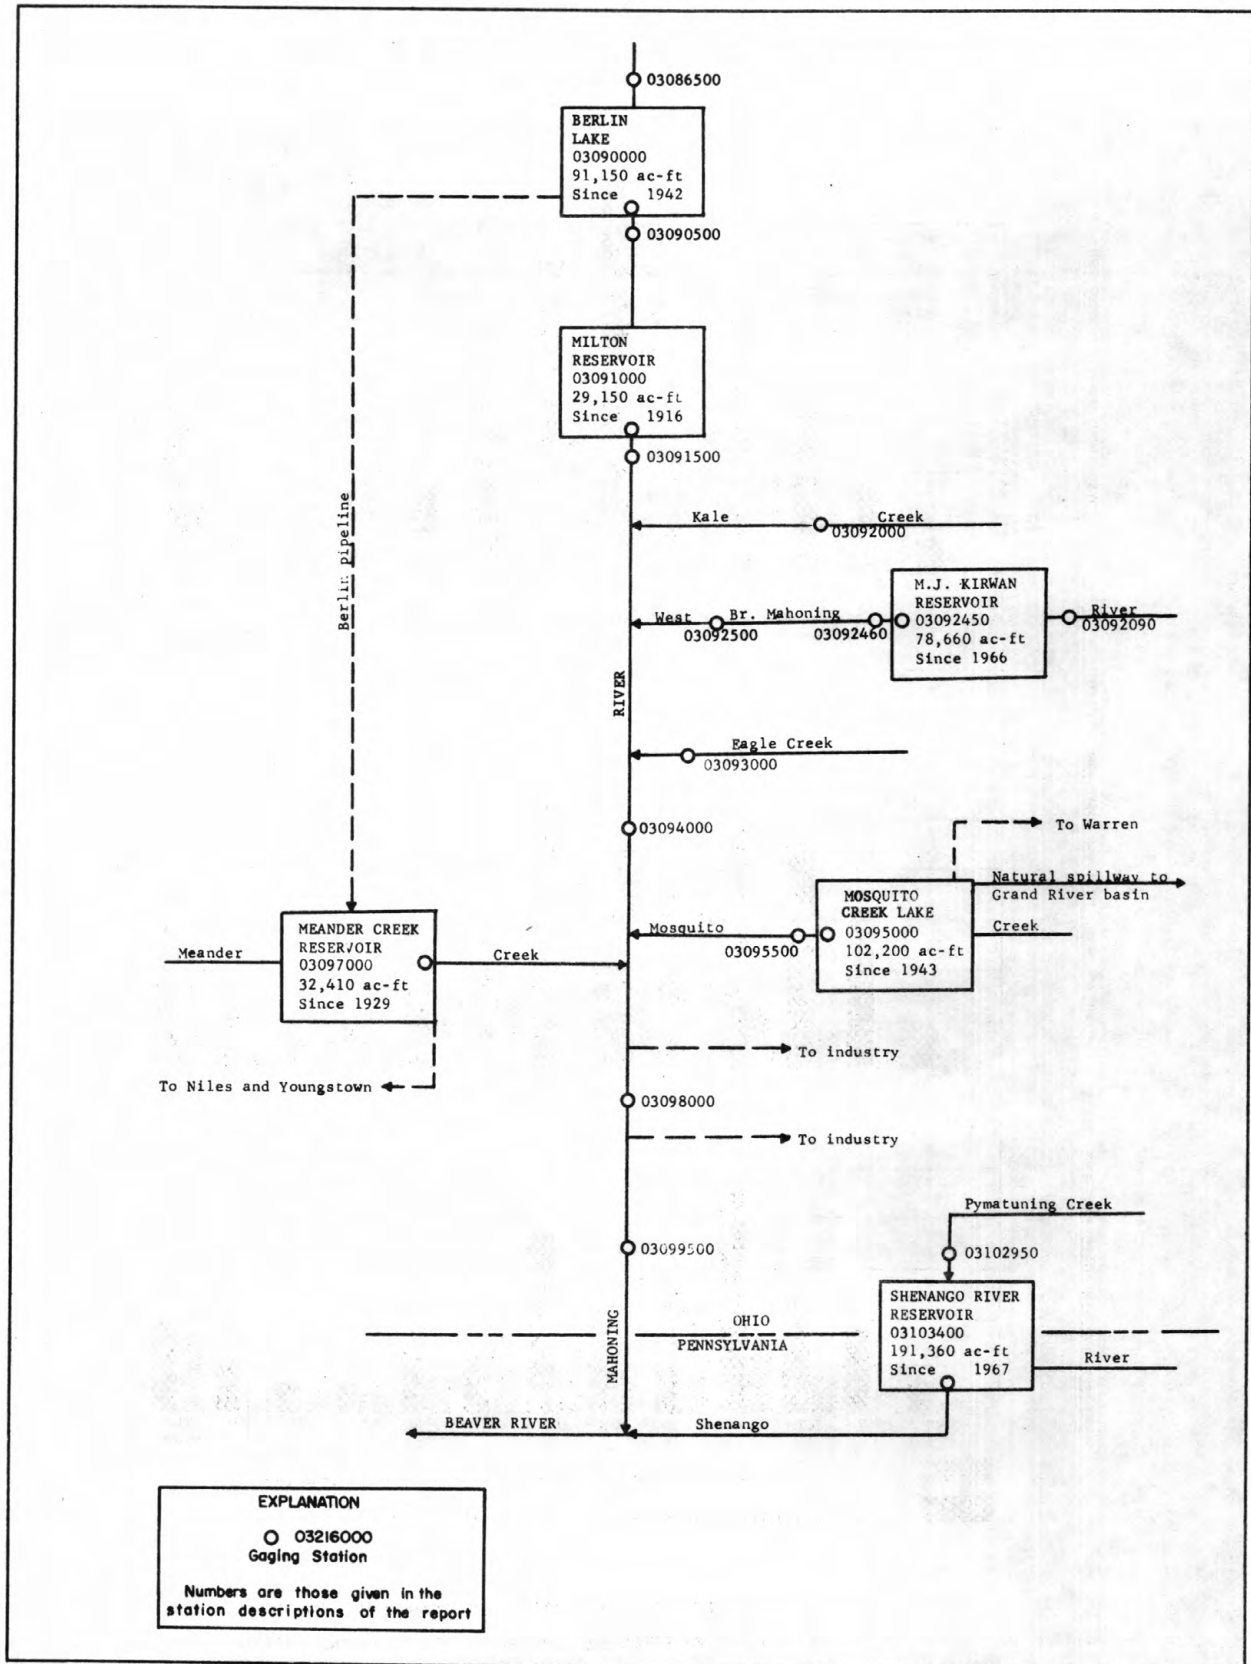 03086500
BERLIN
LAKE
03090000
91,150 ac-ft
Since 1942
03090500
MILTON
RESERVOIR
03091000
29,150 ac-ft
Since 1916
03091500
Berlin pipeline
Kale Creek
03092000
M.J. KIRWAN
RESERVOIR
03092450
78,660 ac-ft
Since 1966
West Br. Mahoning River
03092500
03092460
03092090
RIVER
Eagle Creek
03093000
03094000
To Warren
Natural spillway to
Grand River basin
MOSQUITO
CREEK LAKE
03095000
102,200 ac-ft
Since 1943
Mosquito
03095500
Creek
Meander
MEANDER CREEK
RESERVOIR
03097000
32,410 ac-ft
Since 1929
Creek
To Niles and Youngstown
To industry
03098000
To industry
Pymatuning Creek
03102950
03099500
SHENANGO RIVER
RESERVOIR
03103400
191,360 ac-ft
Since 1967
OHIO
PENNSYLVANIA
River
MAHONING
BEAVER RIVER
Shenango
EXPLANATION
03216000
Gaging Station
Numbers are those given in the
station descriptions of the report